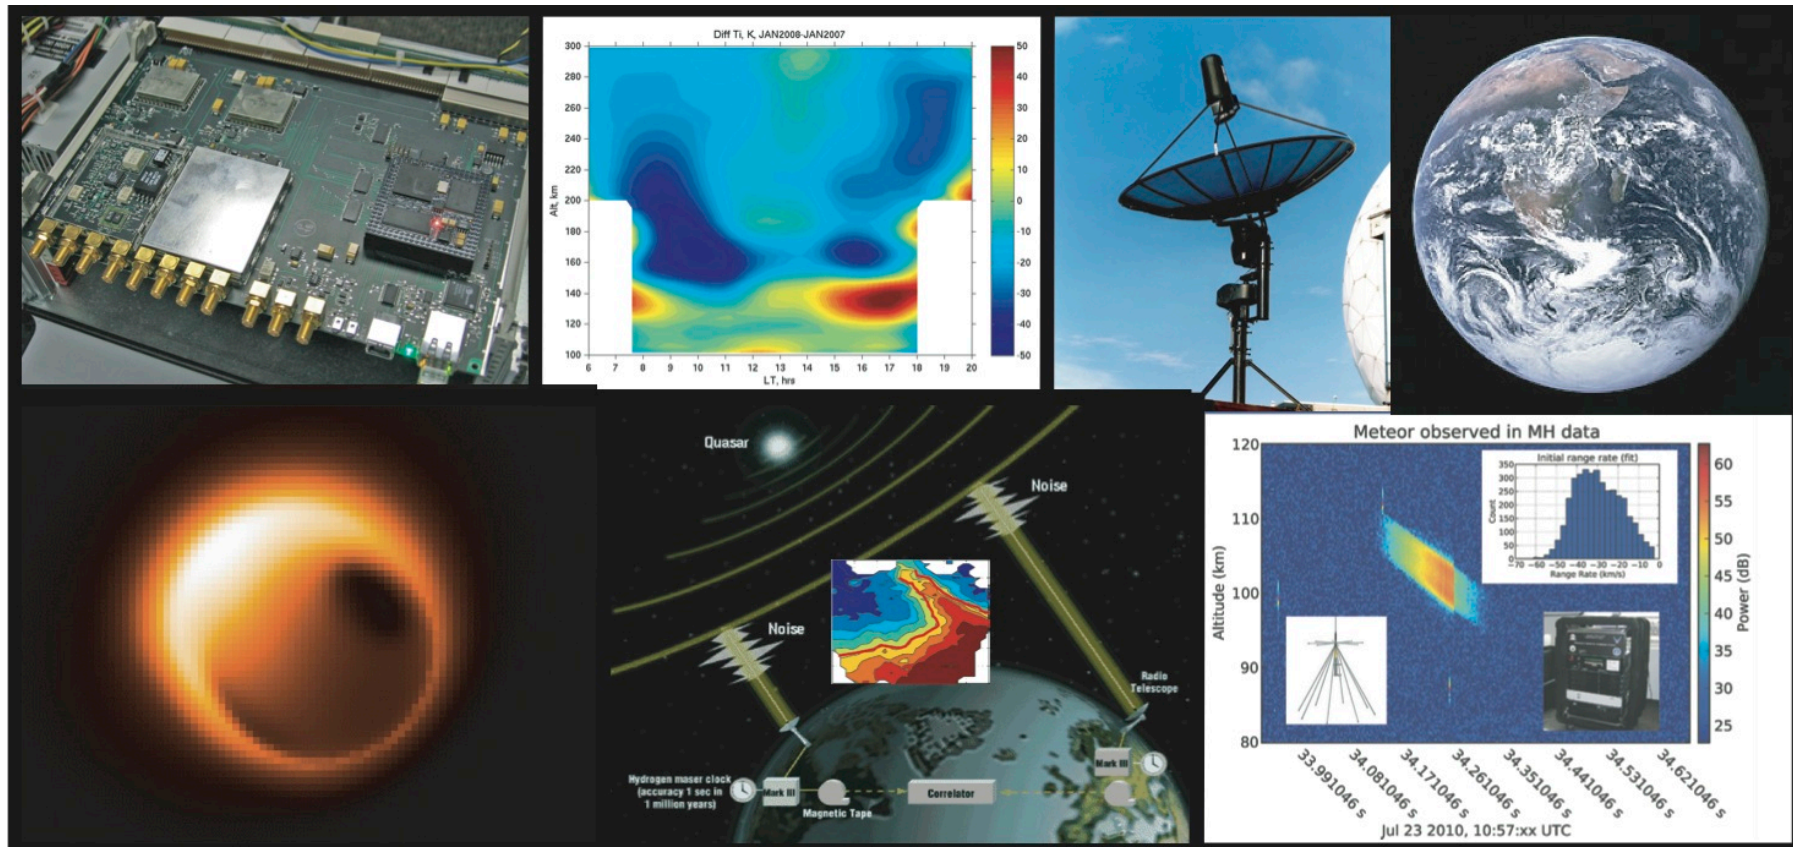 Diff Ti, K, JAN2008-JAN2007
300
290
260
240
220
200
180
160
140
120
100
Alt, km
6 7 8 9 10 11 12 13 14 15 16 17 18 19 20
LT, hrs
50
40
30
20
10
0
-10
-20
-30
-40
-50
Quasar
Noise
Noise
Radio
Telescope
Hydrogen maser clock
(accuracy 1 sec in
1 million years)
Mark III
Magnetic Tape
Correlator
Mark III
Meteor observed in MH data
120
110
100
90
80
Altitude (km)
Initial range rate (fit)
350
300
250
200
150
100
50
0
Count
−70 −60 −50 −40 −30 −20 −10 0
Range Rate (km/s)
60
55
50
45
40
35
30
25
Power (dB)
33.991046 s
34.081046 s
34.171046 s
34.261046 s
34.351046 s
34.441046 s
34.531046 s
34.621046 s
Jul 23 2010, 10:57:xx UTC